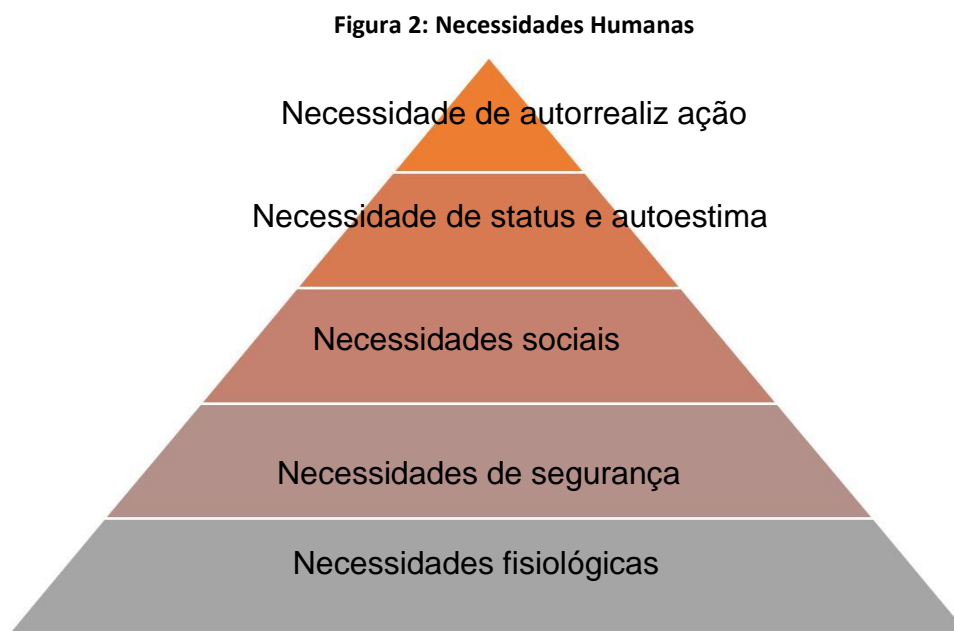 Figura 2: Necessidades Humanas
Necessidade de autorrealiz ação
Necessidade de status e autoestima
Necessidades sociais
Necessidades de segurança
Necessidades fisiológicas